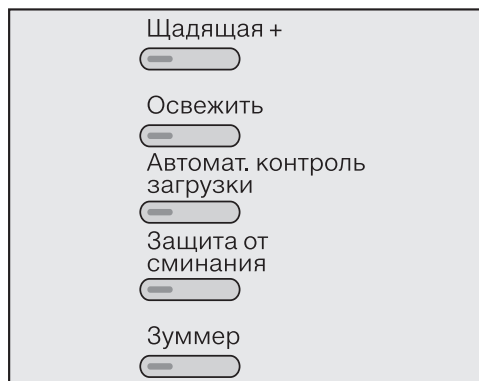 Щадящая +
Освежить
Автомат. контроль
загрузки
Защита от
сминания
Зуммер